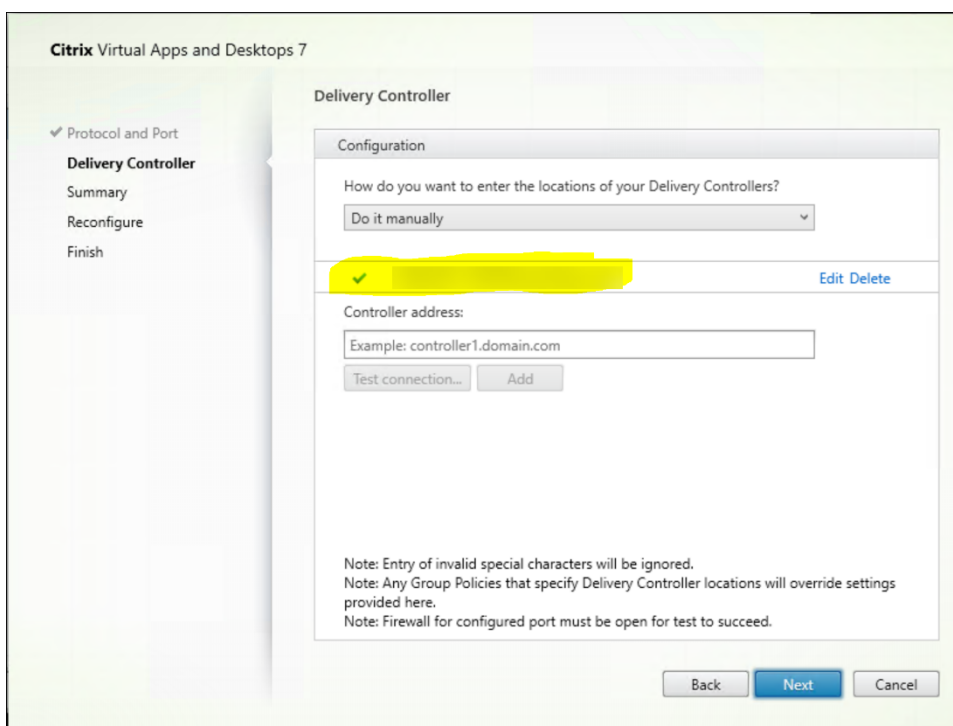 Citrix Virtual Apps and Desktops 7
Protocol and Port
Delivery Controller
Summary
Reconfigure
Finish
Delivery Controller
Configuration
How do you want to enter the locations of your Delivery Controllers?
Do it manually
Edit Delete
Controller address:
Example: controller1.domain.com
Test connection... Add
Note: Entry of invalid special characters will be ignored.
Note: Any Group Policies that specify Delivery Controller locations will override settings
provided here.
Note: Firewall for configured port must be open for test to succeed.
Back Next Cancel